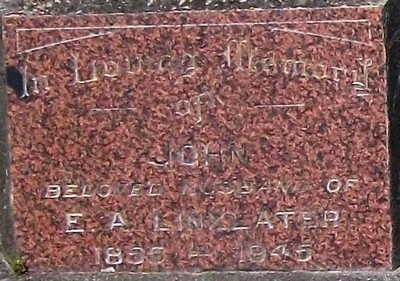 In Loving Memory
of
JOHN
BELOVED HUSBAND OF
E. A. LINKLATER
— 1945